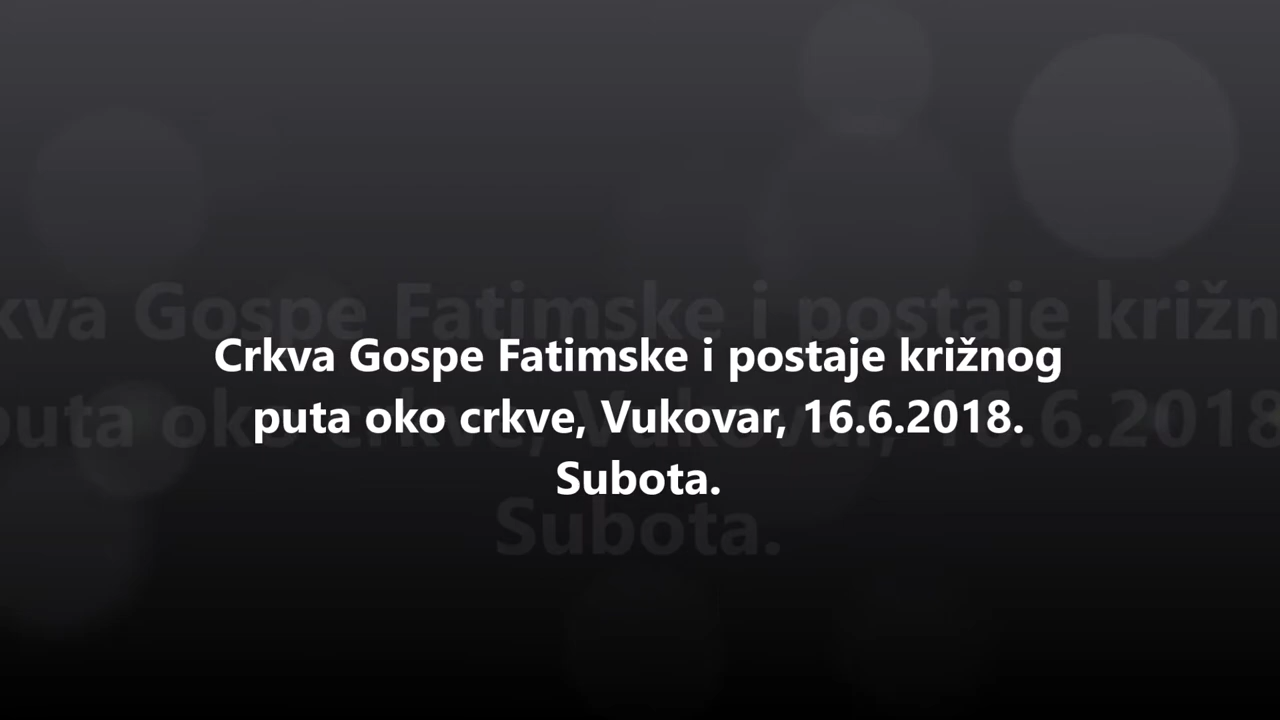 Crkva Gospe Fatimske i postaje križnog
puta oko crkve, Vukovar, 16.6.2018.
Subota.